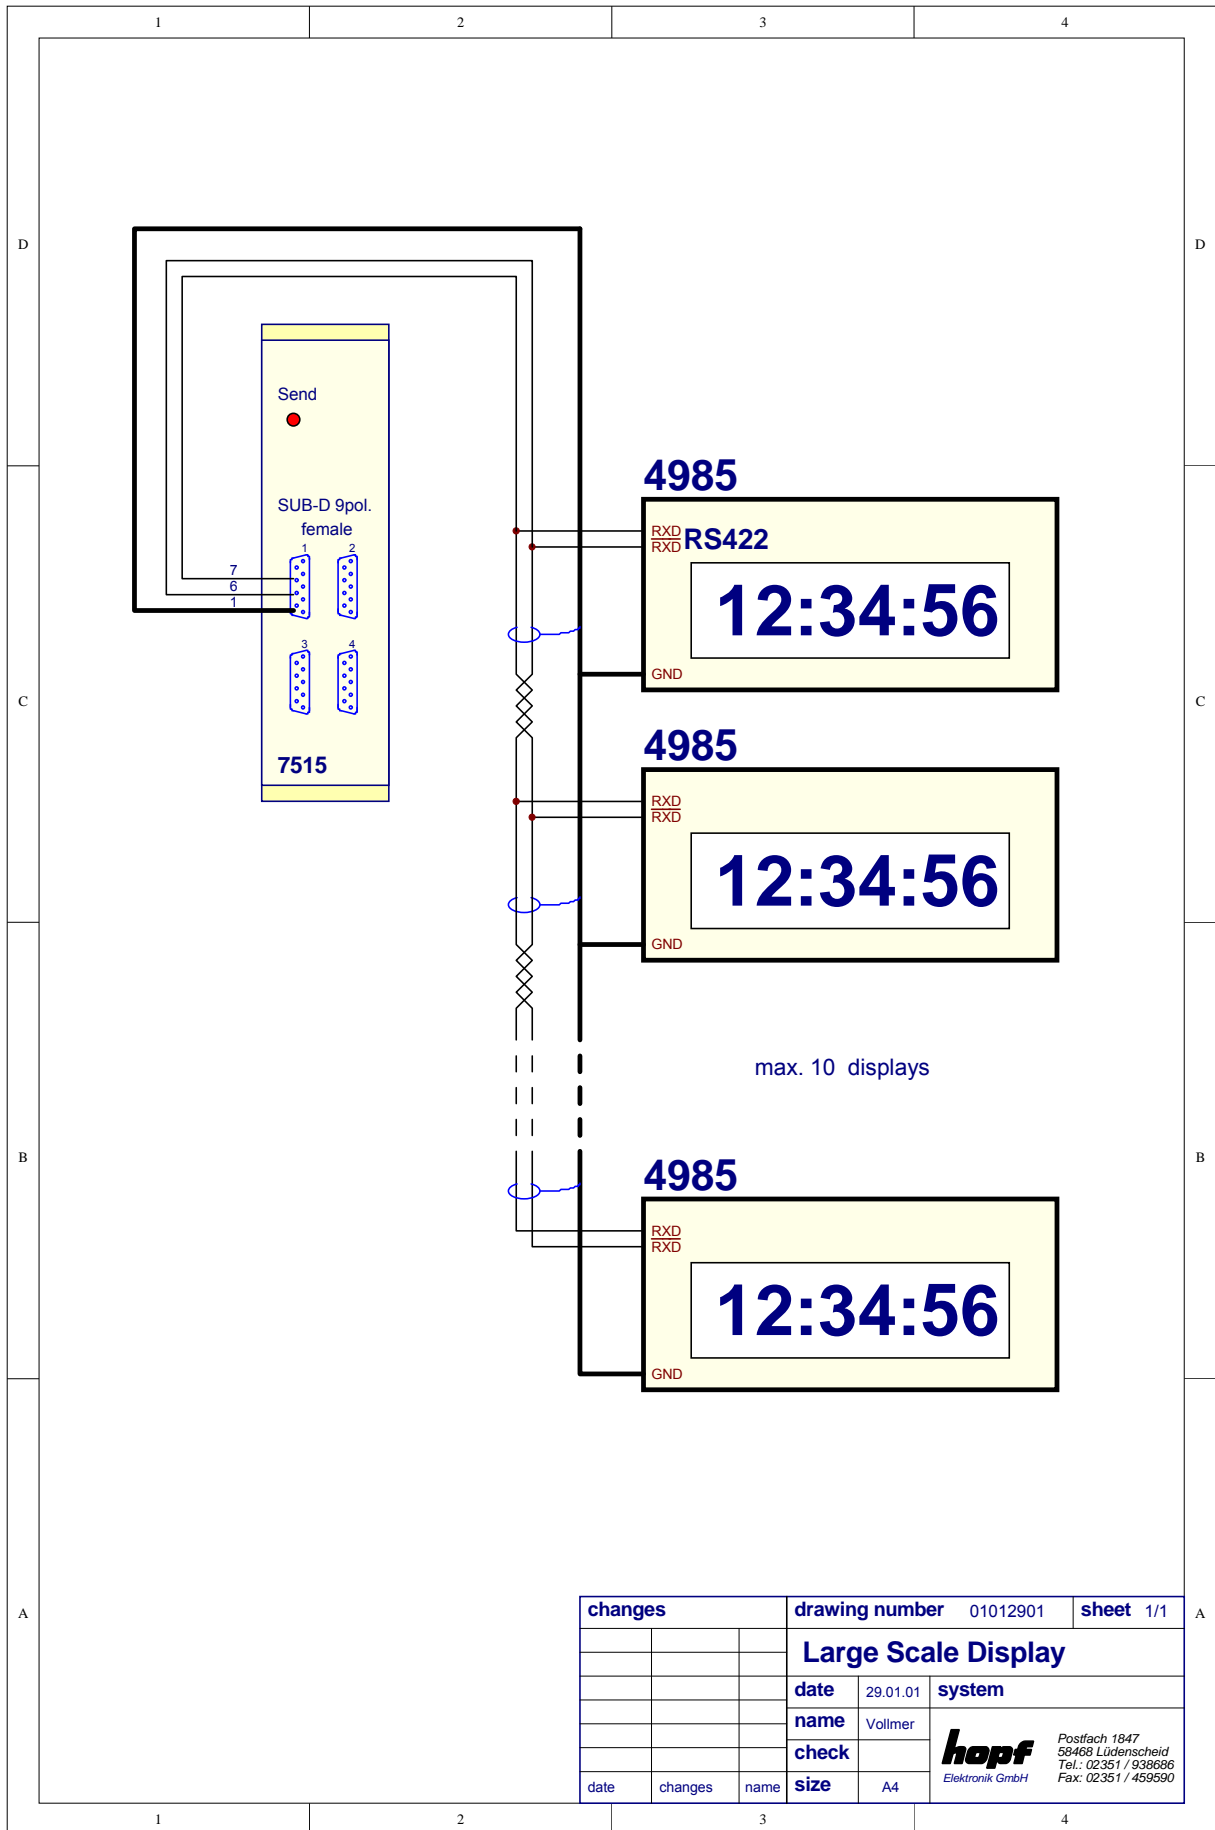 1 2 3 4
D D
Send
SUB-D 9pol.
female
1 2
7
6
1
3 4
7515
4985
RXD
RXD RS422
12:34:56
GND
C C
4985
RXD
RXD
12:34:56
GND
max. 10 displays
B B
4985
RXD
RXD
12:34:56
GND
A A
changes drawing number 01012901 sheet 1/1
Large Scale Display
date 29.01.01 system
name Vollmer
check
date changes name size A4
hopf
Elektronik GmbH
Postfach 1847
58468 Lüdenscheid
Tel.: 02351 / 938686
Fax: 02351 / 459590
1 2 3 4